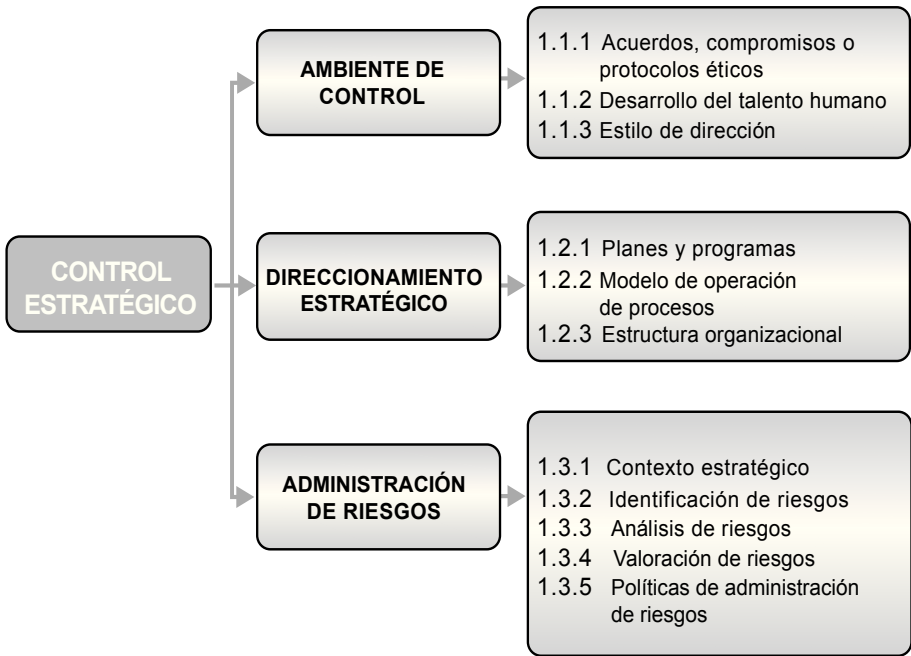 CONTROL
ESTRATÉGICO
AMBIENTE DE
CONTROL
1.1.1 Acuerdos, compromisos o
protocolos éticos
1.1.2 Desarrollo del talento humano
1.1.3 Estilo de dirección
DIRECCIONAMIENTO
ESTRATÉGICO
1.2.1 Planes y programas
1.2.2 Modelo de operación
de procesos
1.2.3 Estructura organizacional
ADMINISTRACIÓN
DE RIESGOS
1.3.1 Contexto estratégico
1.3.2 Identificación de riesgos
1.3.3 Análisis de riesgos
1.3.4 Valoración de riesgos
1.3.5 Políticas de administración
de riesgos